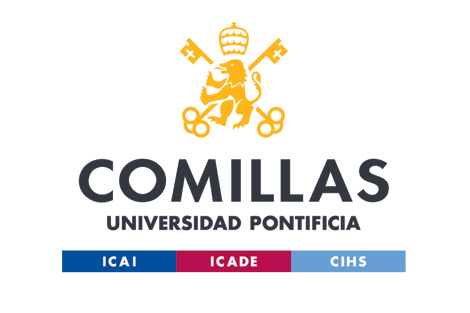 COMILLAS
UNIVERSIDAD PONTIFICIA
ICAI ICADE CIHS